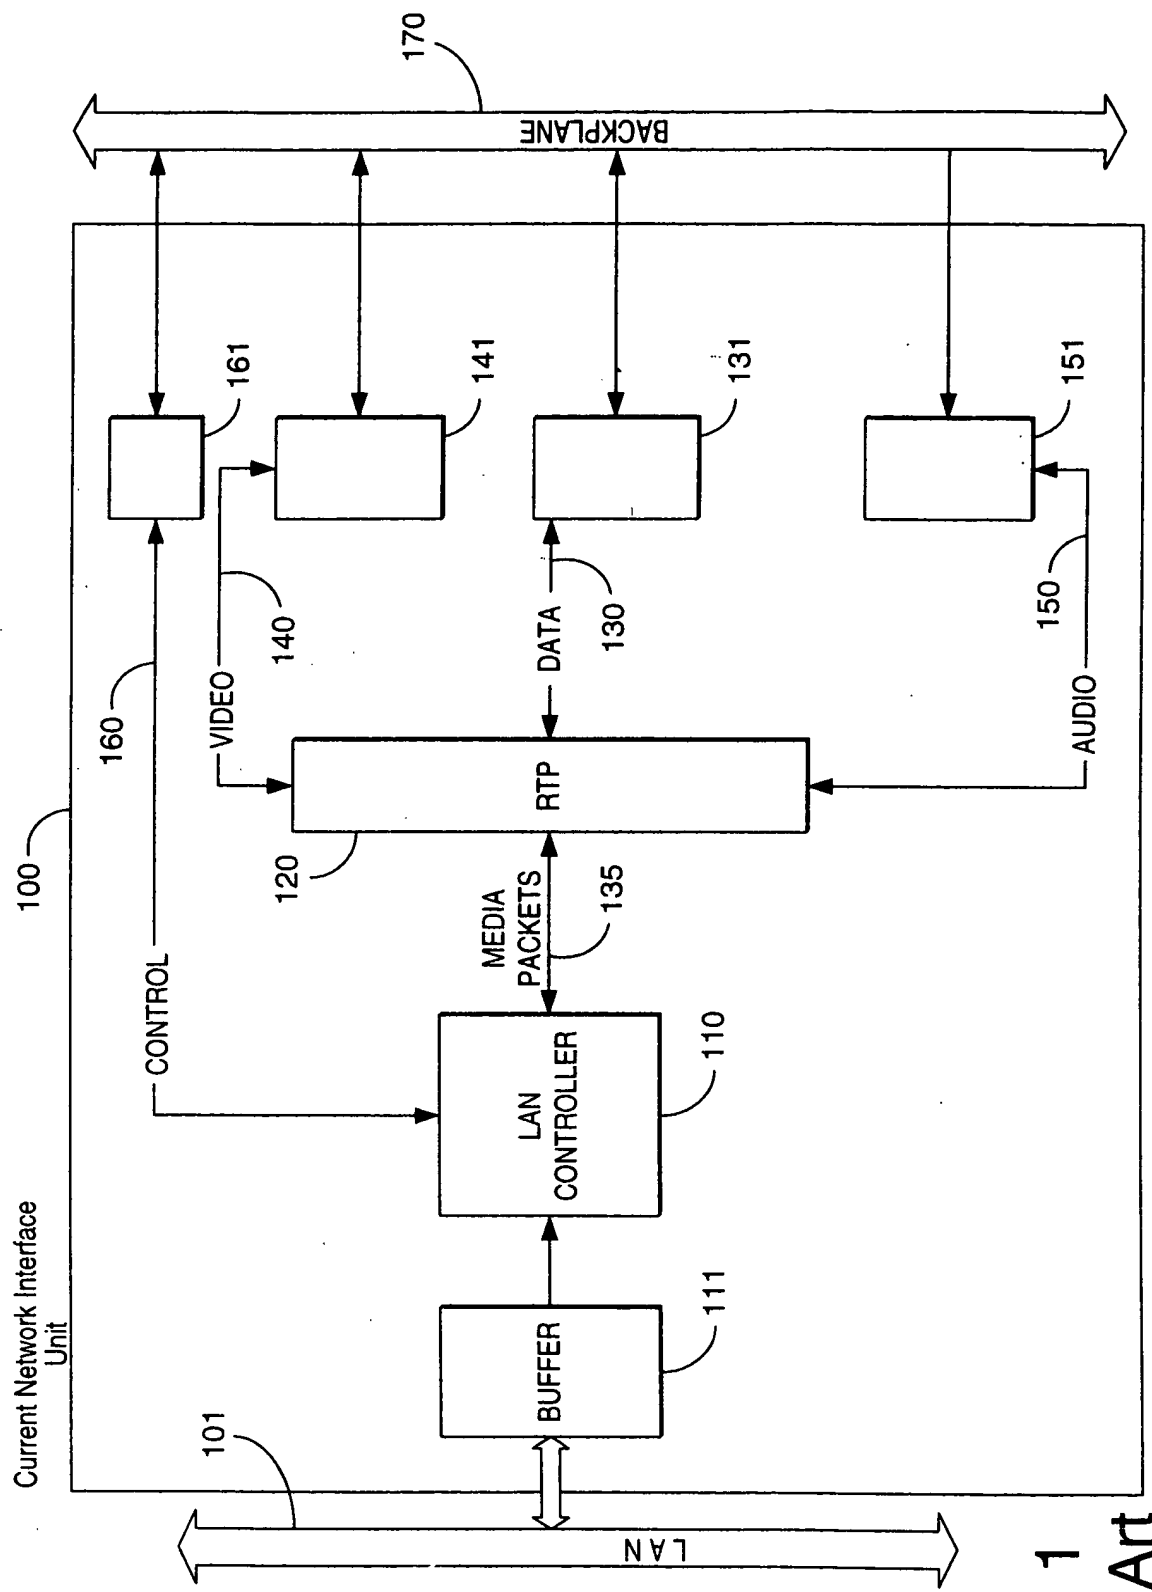 Current Network Interface
Unit
100
101
LAN
BUFFER
111
LAN
CONTROLLER
110
CONTROL
160
161
MEDIA
PACKETS
135
120
RTP
VIDEO
140
141
DATA
130
131
AUDIO
150
151
BACKPLANE
170
1
Art